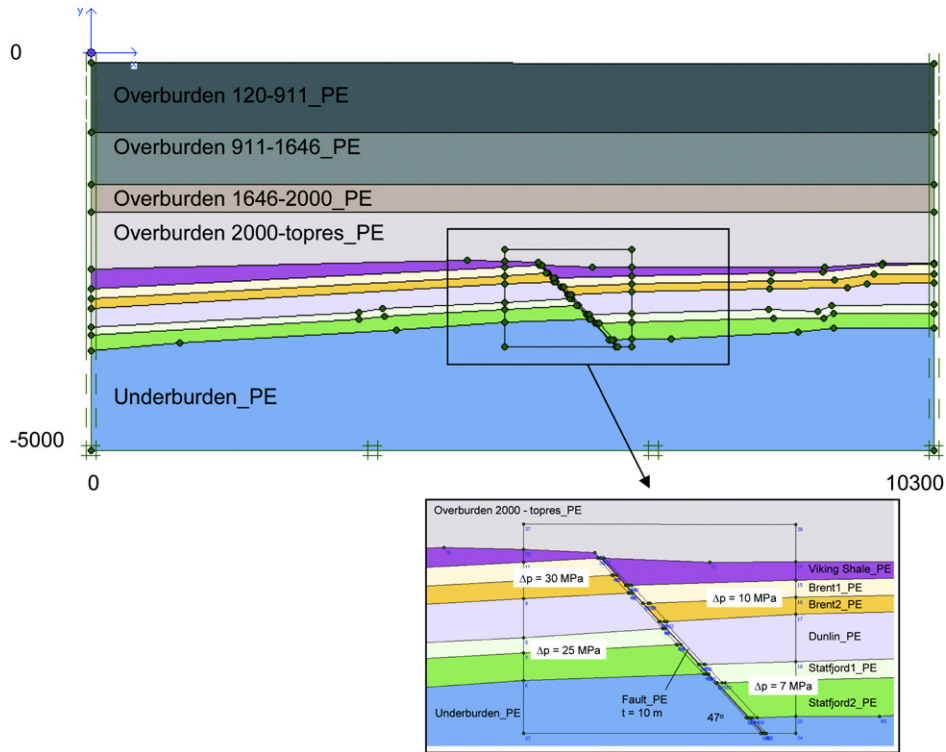 y
0
Overburden 120-911_PE
Overburden 911-1646_PE
Overburden 1646-2000_PE
Overburden 2000-topres_PE
Underburden_PE
-5000
0
10300
Overburden 2000 - topres_PE
Viking Shale_PE
Δp = 30 MPa
Δp = 10 MPa
Brent1_PE
Brent2_PE
Dunlin_PE
Δp = 25 MPa
Statfjord1_PE
Δp = 7 MPa
Fault_PE
t = 10 m
Statfjord2_PE
Underburden_PE
47º